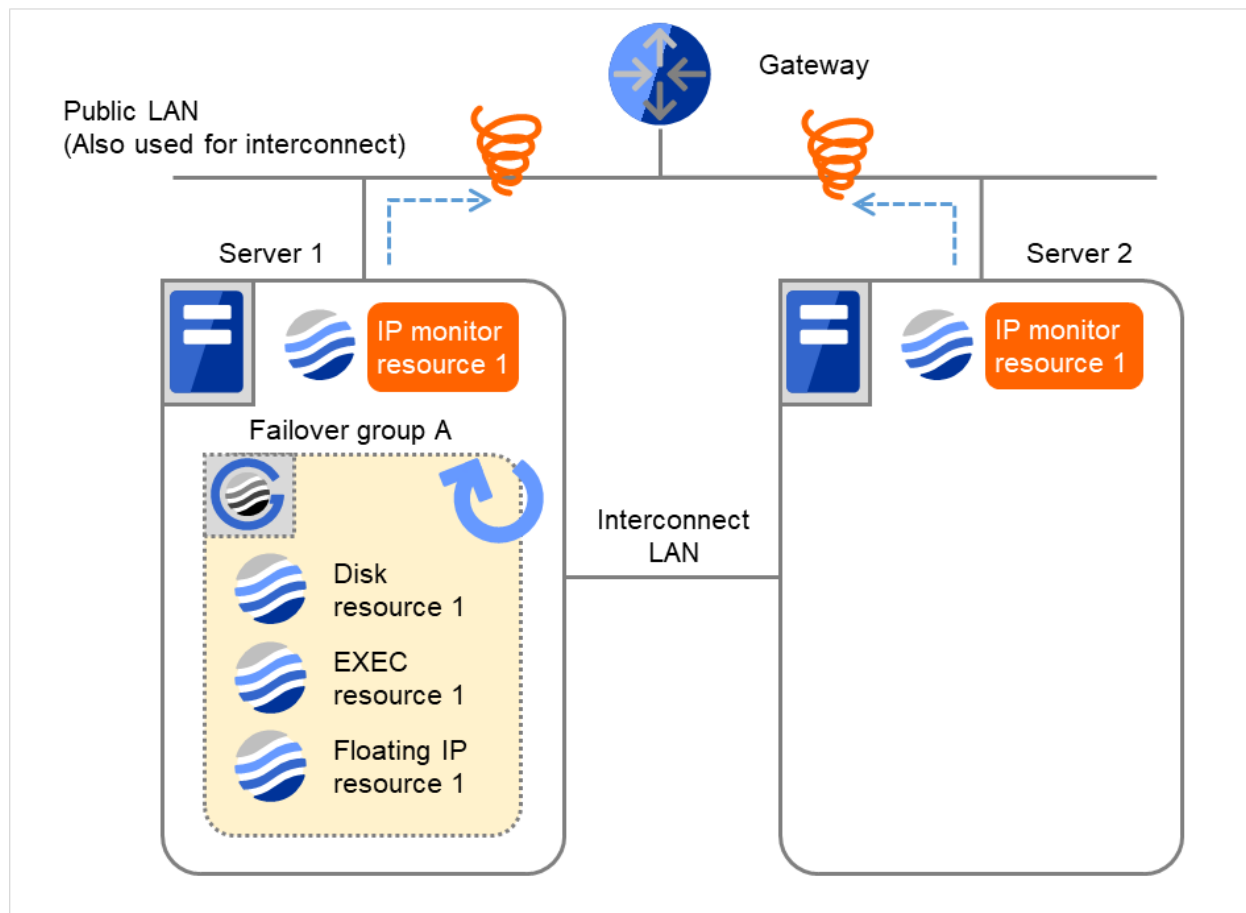 Gateway
Public LAN
(Also used for interconnect)
Server 1
Server 2
IP monitor
resource 1
IP monitor
resource 1
Failover group A
Interconnect
LAN
Disk
resource 1
EXEC
resource 1
Floating IP
resource 1